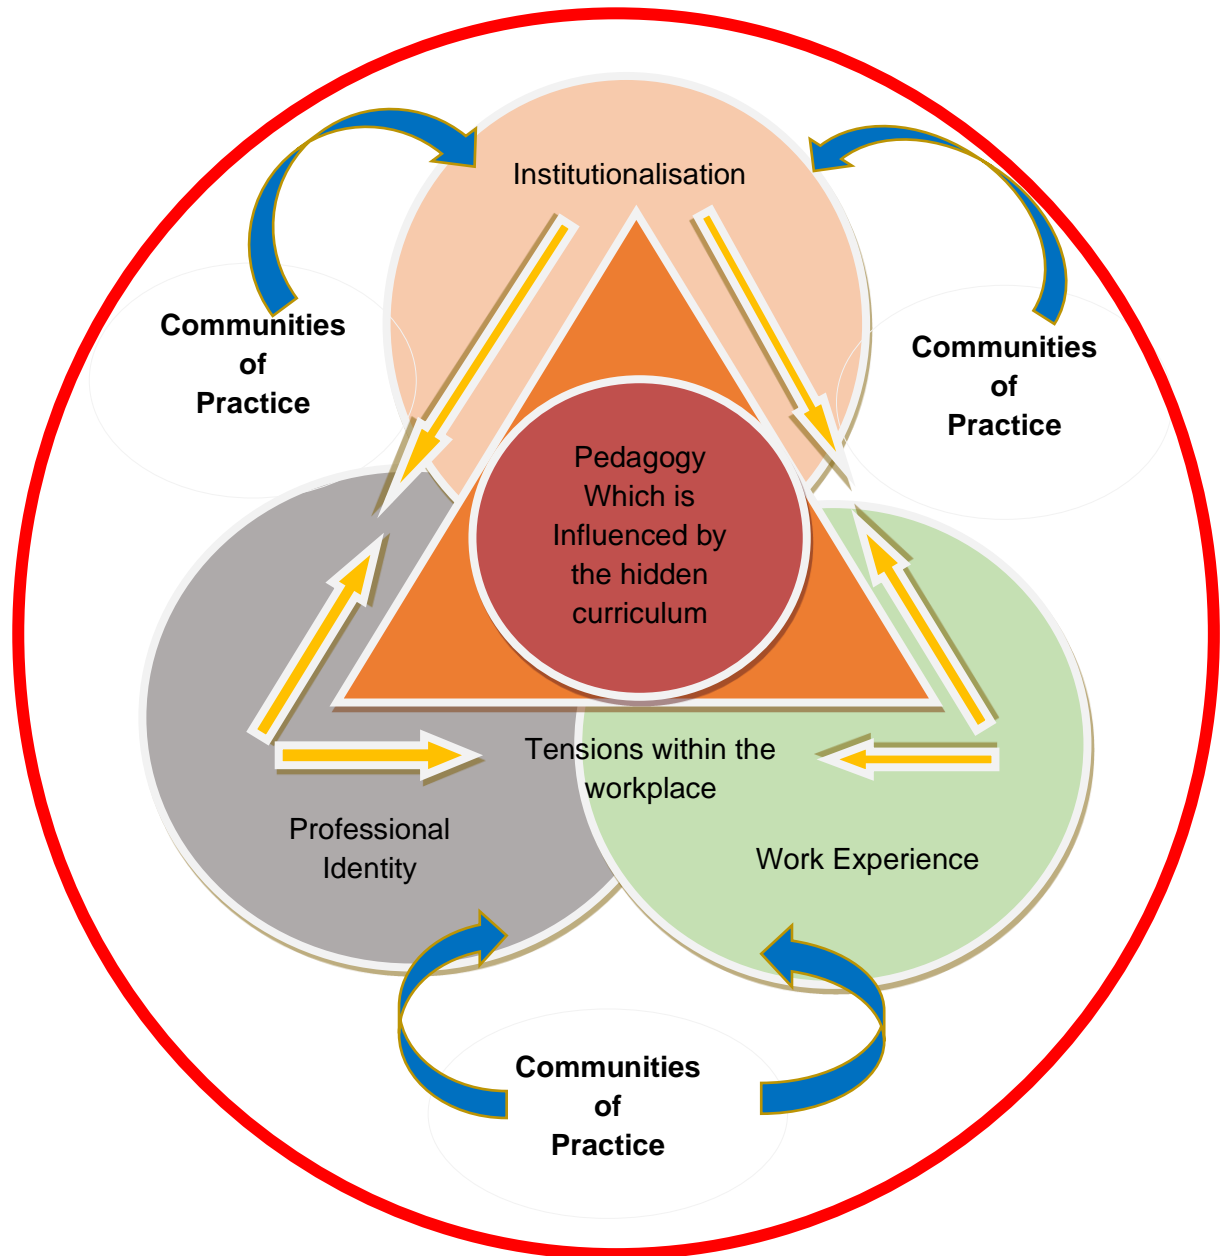 Institutionalisation
Communities
of
Practice
Communities
of
Practice
Pedagogy
Which is
Influenced by
the hidden
curriculum
Tensions within the
workplace
Professional
Identity
Work Experience
Communities
of
Practice